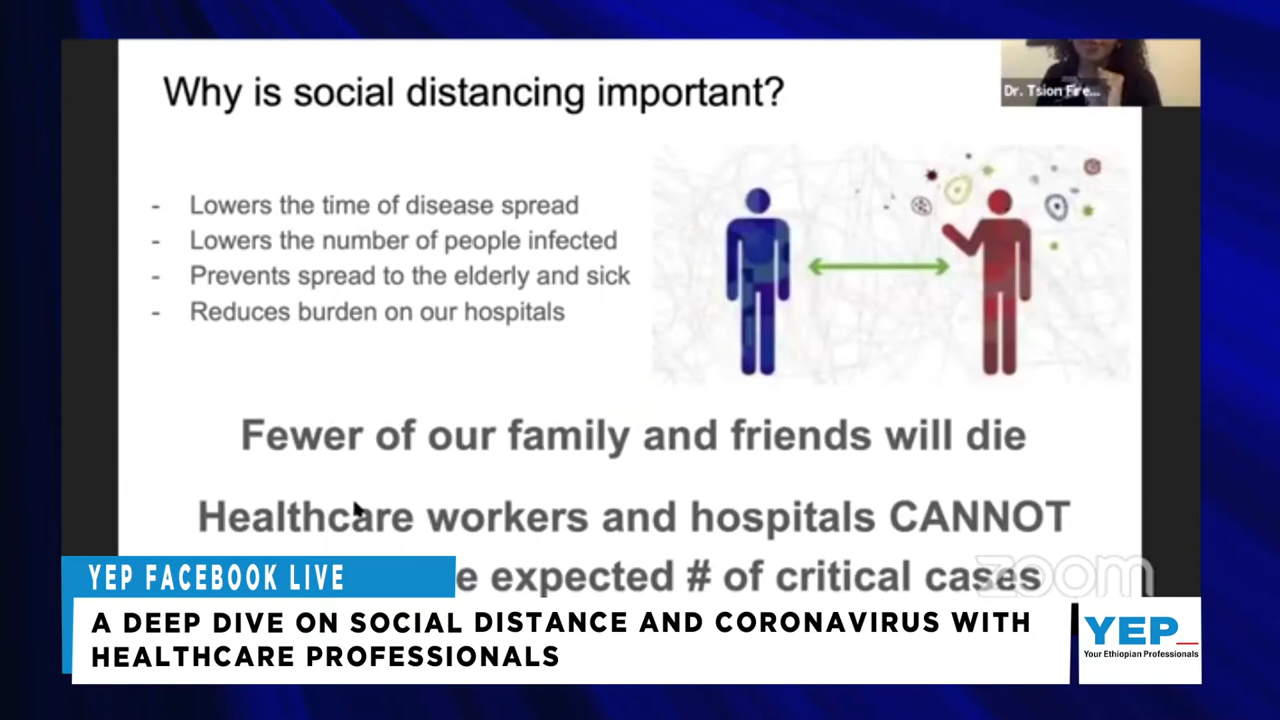 Why is social distancing important?
Dr. Tsion Fire...
- Lowers the time of disease spread
- Lowers the number of people infected
- Prevents spread to the elderly and sick
- Reduces burden on our hospitals
Fewer of our family and friends will die
Healthcare workers and hospitals CANNOT
e expected # of critical cases
zoom
YEP FACEBOOK LIVE
A DEEP DIVE ON SOCIAL DISTANCE AND CORONAVIRUS WITH
HEALTHCARE PROFESSIONALS
YEP_
Your Ethiopian Professionals